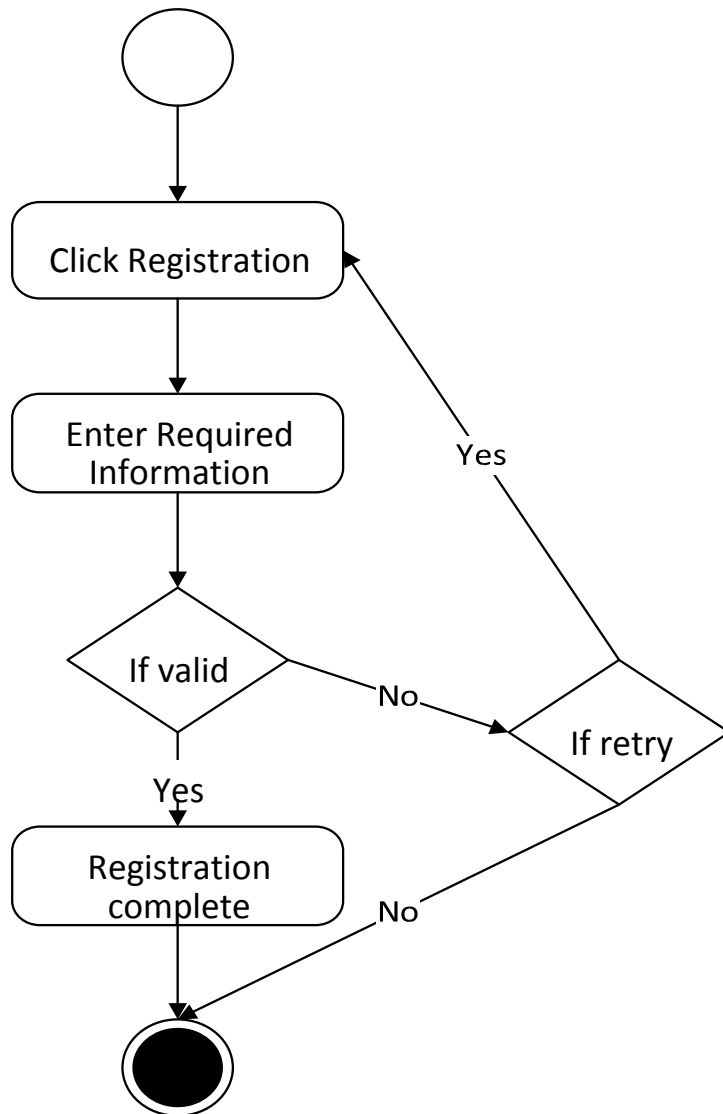 Click Registration
Enter Required
Information
Yes
If valid
No
If retry
Yes
Registration
complete
No